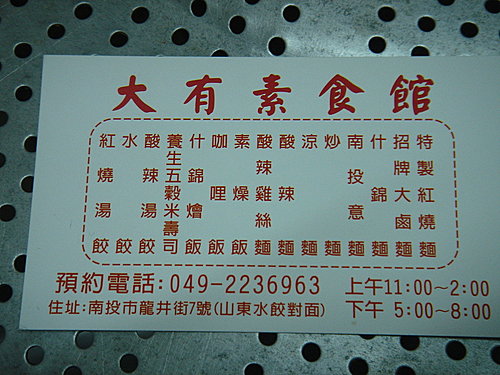 大有素食館
特製紅燒麵
招牌大滷麵
什錦麵
南投意麵
炒麵
涼麵
酸辣麵
酸辣雞絲麵
素燥飯
咖哩飯
什錦燴飯
養生五穀米壽司
酸辣湯餃
水餃
紅燒湯餃
預約電話:049-2236963 上午11:00~2:00
住址:南投市龍井街7號(山東水餃對面) 下午 5:00~8:00